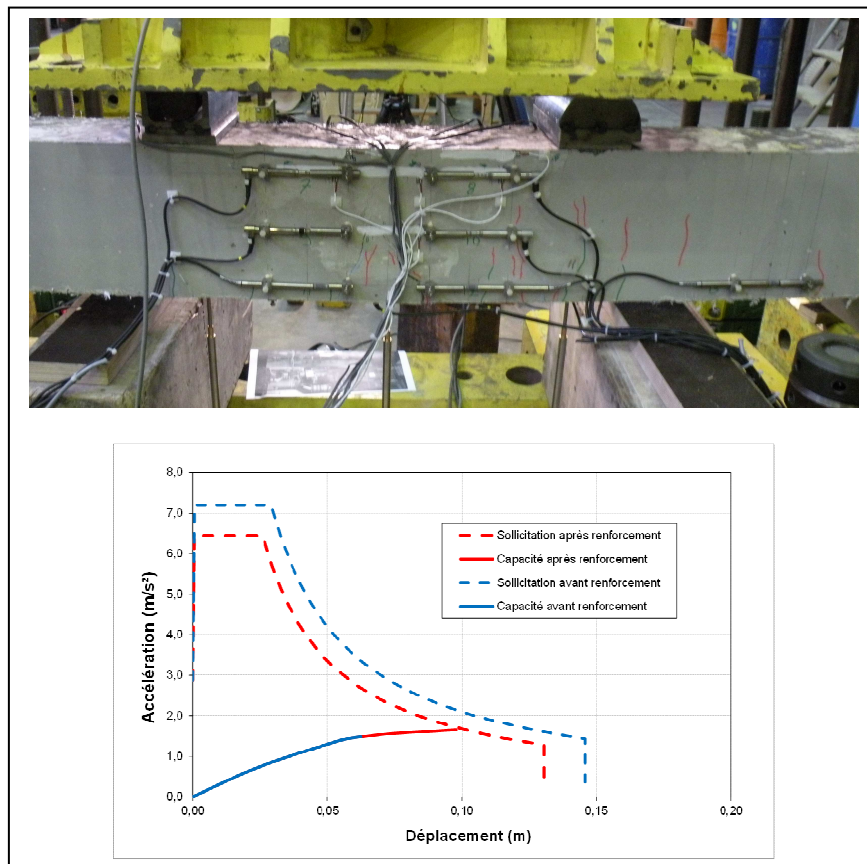 8,0
7,0
6,0
5,0
4,0
3,0
2,0
1,0
0,0
Accélération (m/s²)
Sollicitation après renforcement
Capacité après renforcement
Sollicitation avant renforcement
Capacité avant renforcement
0,00
0,05
0,10
0,15
0,20
Déplacement (m)